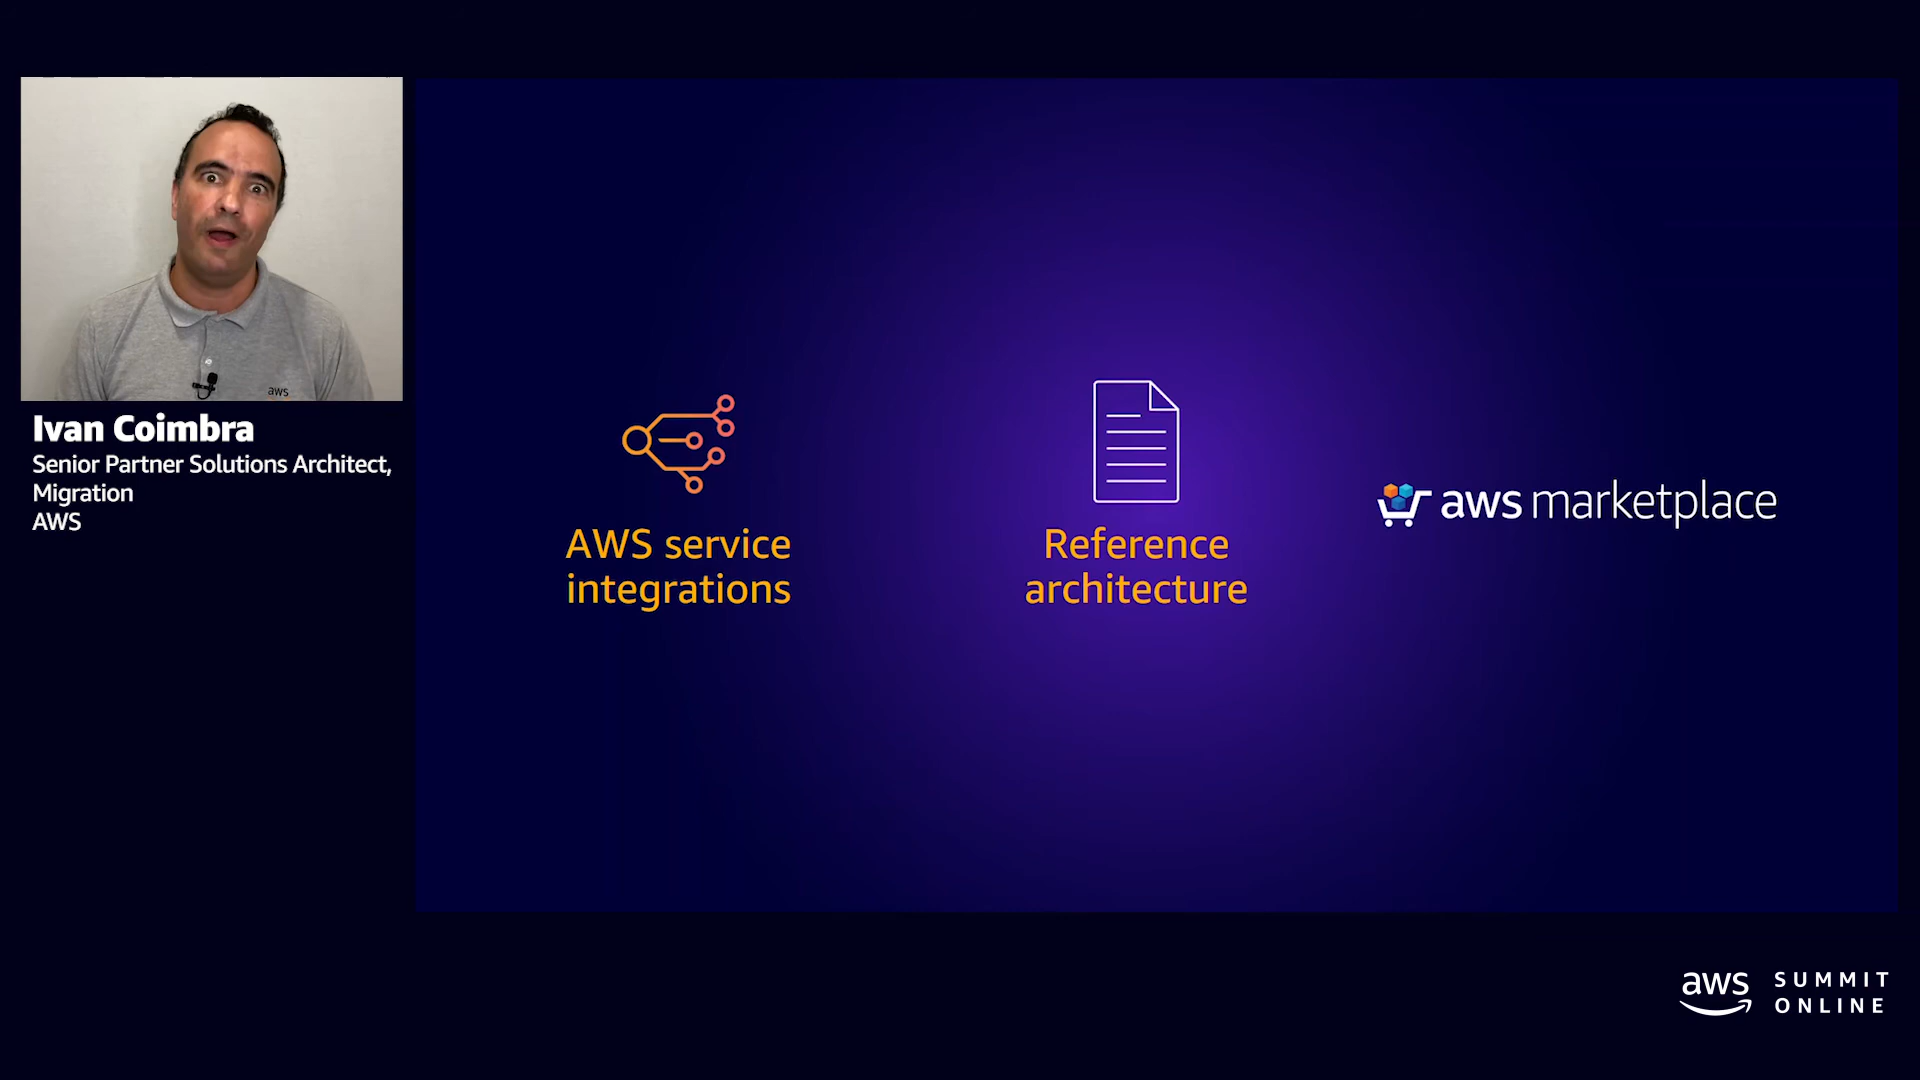 aws
Ivan Coimbra
Senior Partner Solutions Architect,
Migration
AWS
AWS service
integrations
Reference
architecture
aws marketplace
aws SUMMIT
ONLINE